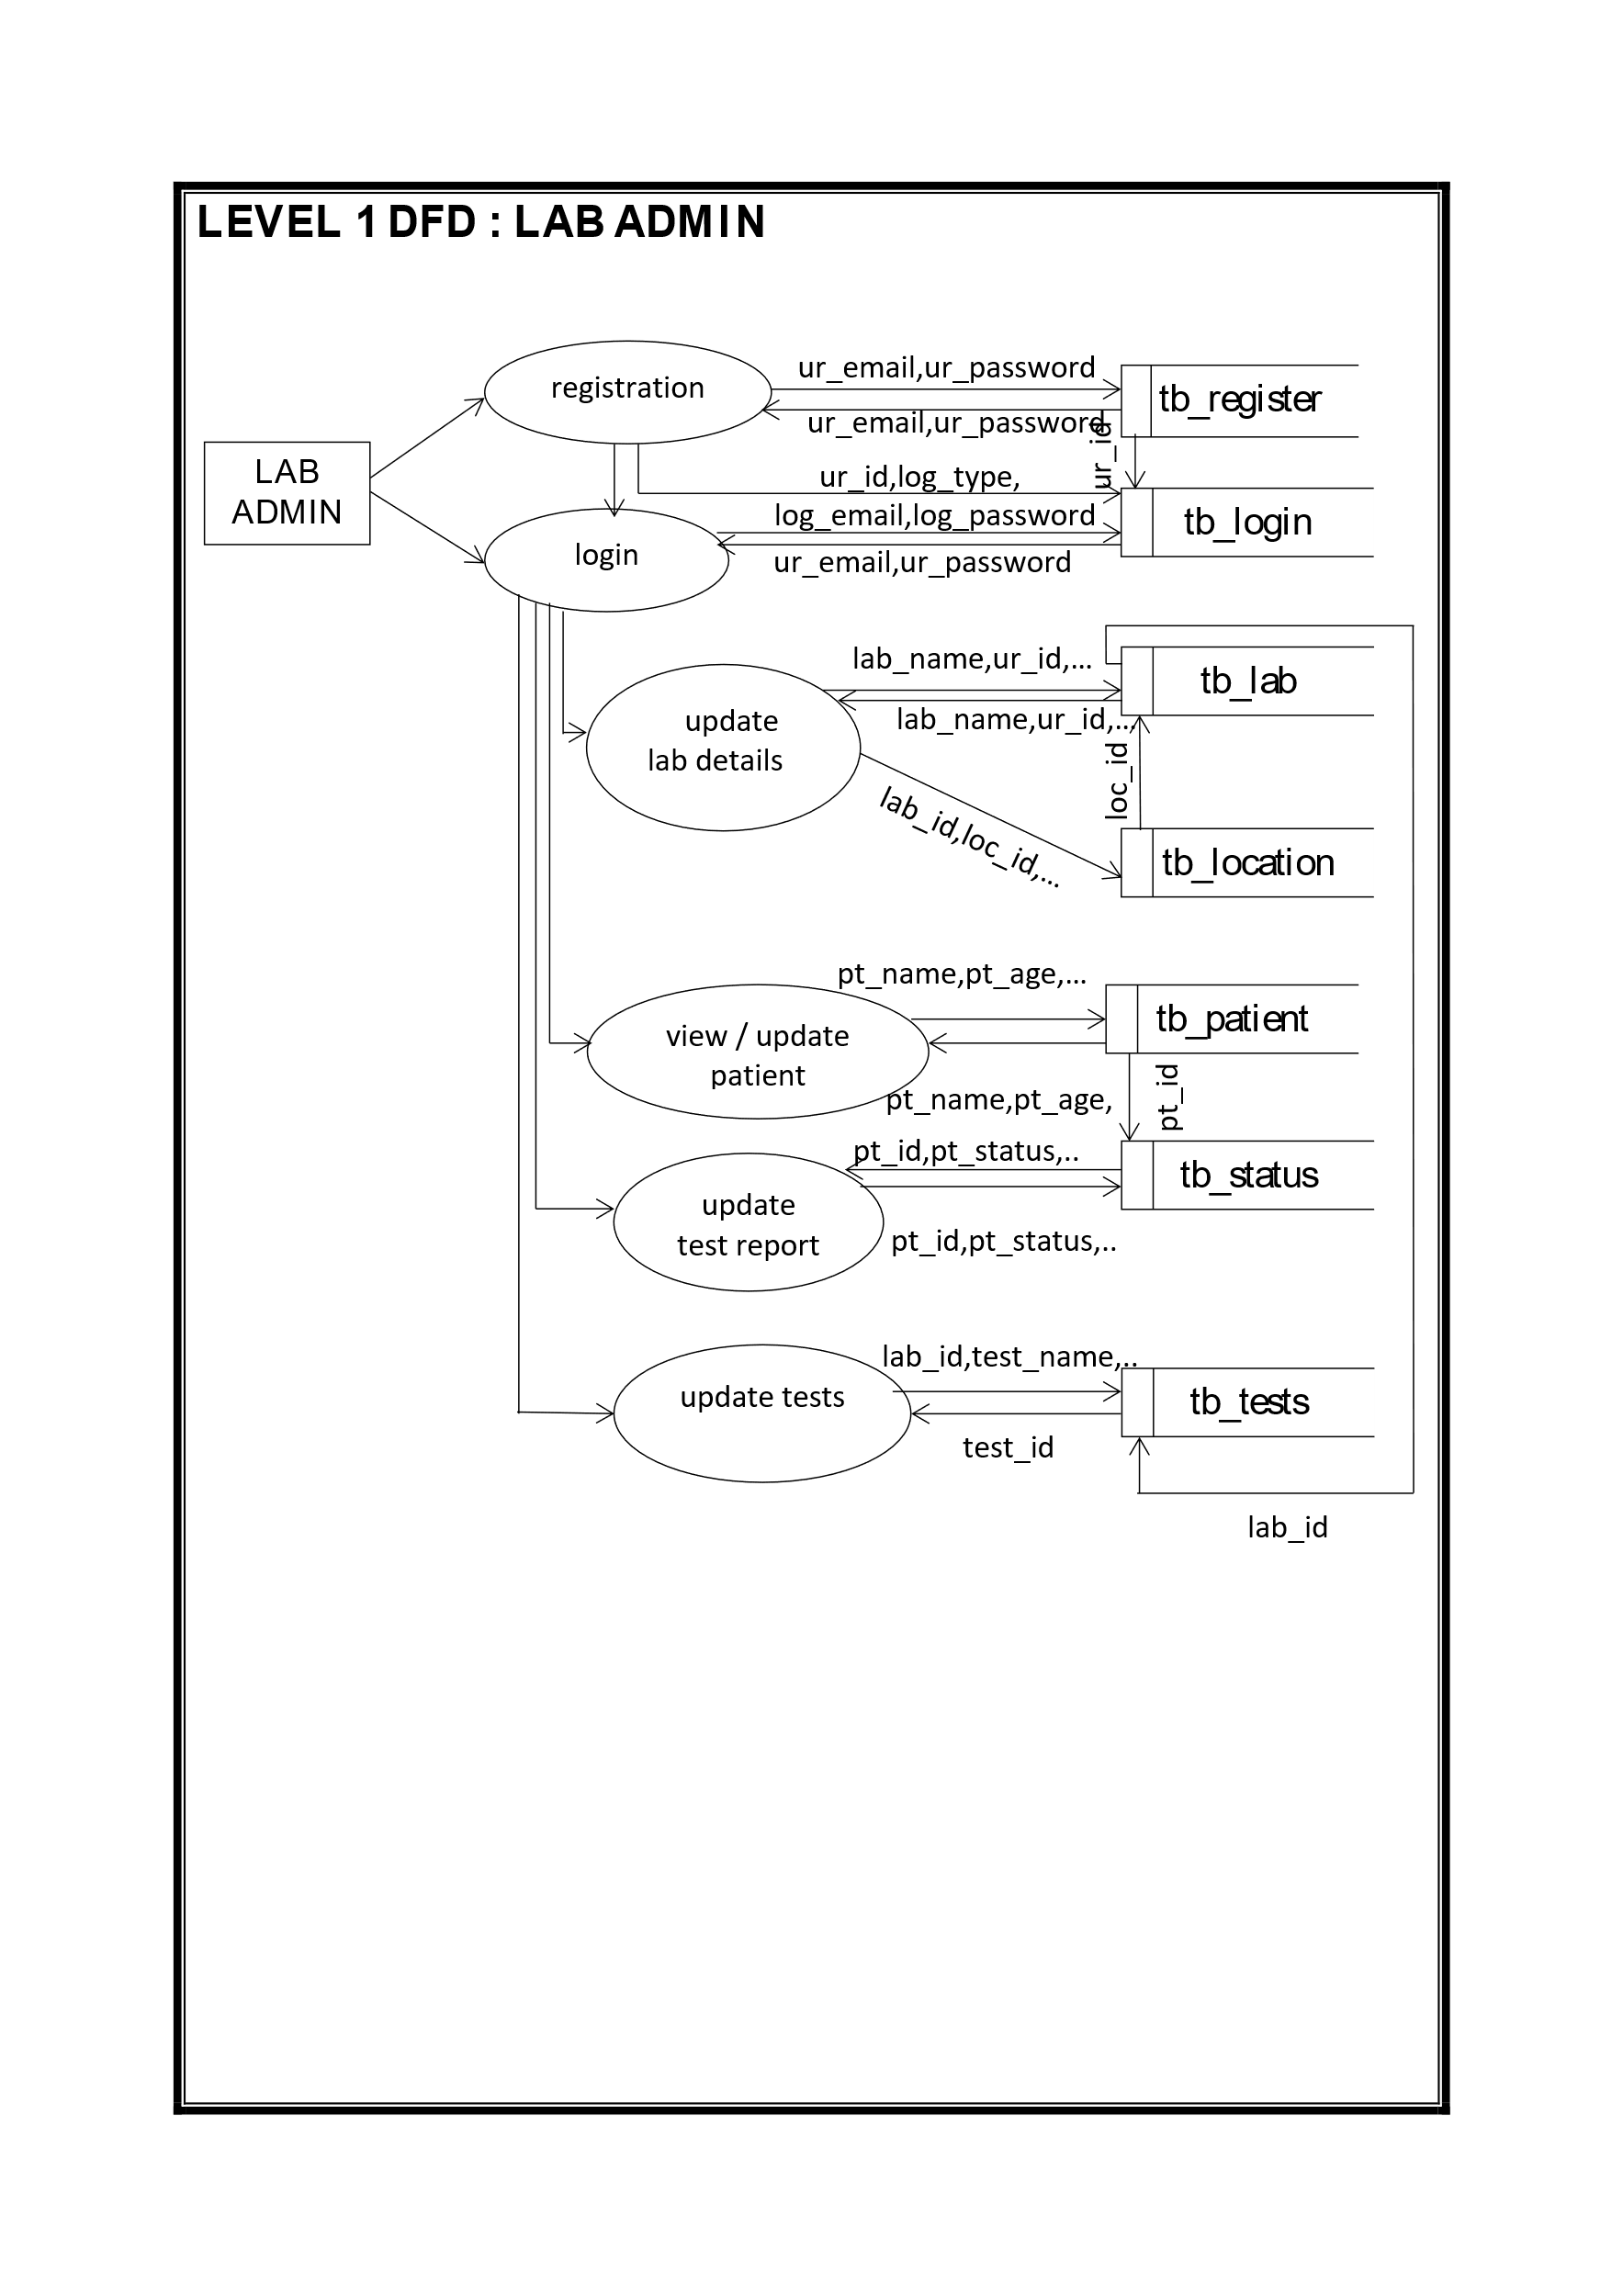 LEVEL 1 DFD : LAB ADMIN
ur_email,ur_password
registration
tb_register
ur_email,ur_password
ur_id
LAB
ADMIN
ur_id,log_type,
log_email,log_password
tb_login
login
ur_email,ur_password
lab_name,ur_id,...
tb_lab
lab_name,ur_id,...
update
lab details
loc_id
lab_id,loc_id,...
tb_location
pt_name,pt_age,...
tb_patient
view / update
patient
pt_name,pt_age,
pt_id
pt_id,pt_status,..
tb_status
update
test report
pt_id,pt_status,..
lab_id,test_name,..
update tests
tb_tests
test_id
lab_id